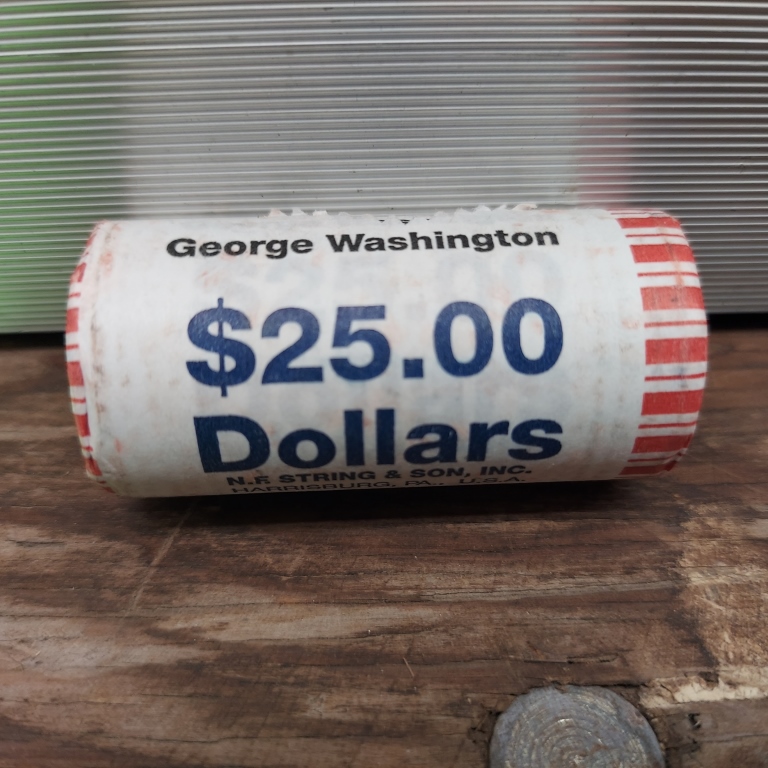 George Washington
$25.00
Dollars
N.F. STRING & SON, INC.
HARRISBURG, PA., U.S.A.